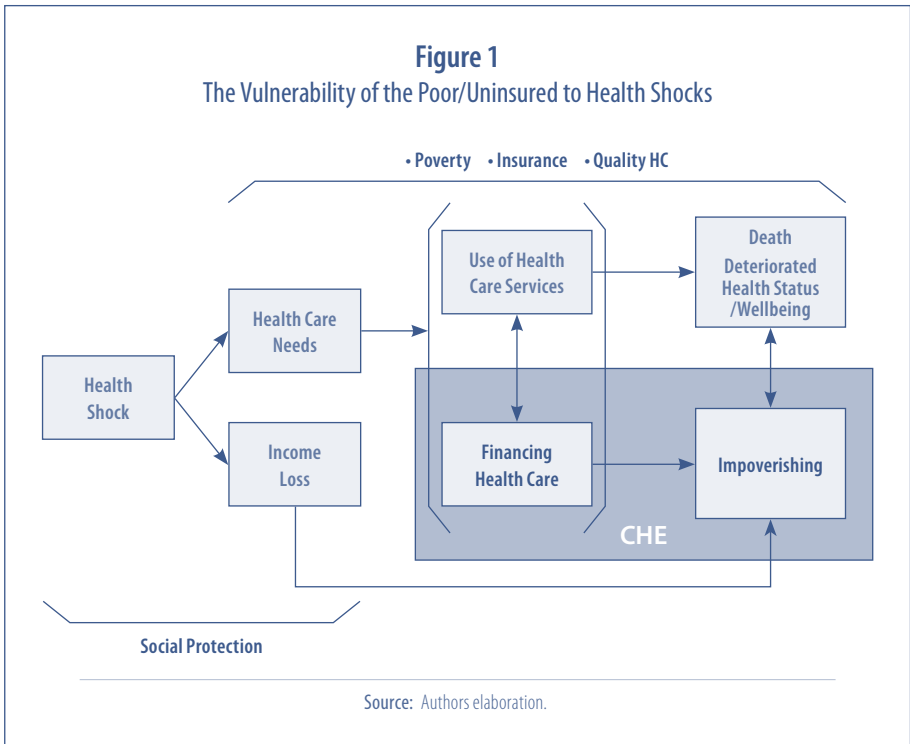 Figure 1
The Vulnerability of the Poor/Uninsured to Health Shocks
• Poverty • Insurance • Quality HC
Health
Shock
Health Care
Needs
Income
Loss
Use of Health
Care Services
Financing
Health Care
Death
Deteriorated
Health Status
/Wellbeing
Impoverishing
CHE
Social Protection
Source: Authors elaboration.